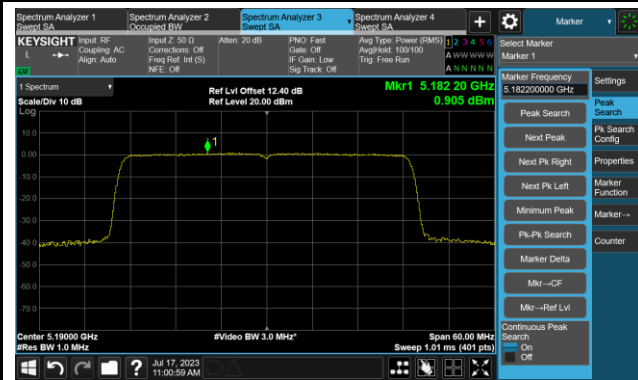 Spectrum Analyzer 1
Swept SA
Spectrum Analyzer 2
Occupied BW
Spectrum Analyzer 3
Swept SA
Spectrum Analyzer 4
Swept SA
+
Marker
KEYSIGHT
L
Input: RF
Coupling: AC
Align: Auto
Input Z: 50 Ω
Corrections: Off
Freq Ref: Int (S)
NFE: Off
Atten: 20 dB
PNO: Fast
Gate: Off
IF Gain: Low
Sig Track: Off
Avg Type: Power (RMS)
Avg|Hold: 100/100
Trig: Free Run
1 2 3 4 5 6
A W W W W W
A N N N N N
Select Marker
Marker 1
1 Spectrum
Scale/Div 10 dB
Log
Ref Lvl Offset 12.40 dB
Ref Level 20.00 dBm
Mkr1 5.182 20 GHz
0.905 dBm
10.0
0.00
-10.0
-20.0
-30.0
-40.0
-50.0
-60.0
-70.0
1
Center 5.19000 GHz
#Res BW 1.0 MHz
#Video BW 3.0 MHz*
Span 60.00 MHz
Sweep 1.01 ms (401 pts)
Marker Frequency
5.182200000 GHz
Peak Search
Next Peak
Next Pk Right
Next Pk Left
Minimum Peak
Pk-Pk Search
Marker Delta
Mkr→CF
Mkr→Ref Lvl
Continuous Peak
Search
On
Off
Settings
Peak
Search
Pk Search
Config
Properties
Marker
Function
Marker→
Counter
?
Jul 17, 2023
11:00:59 AM